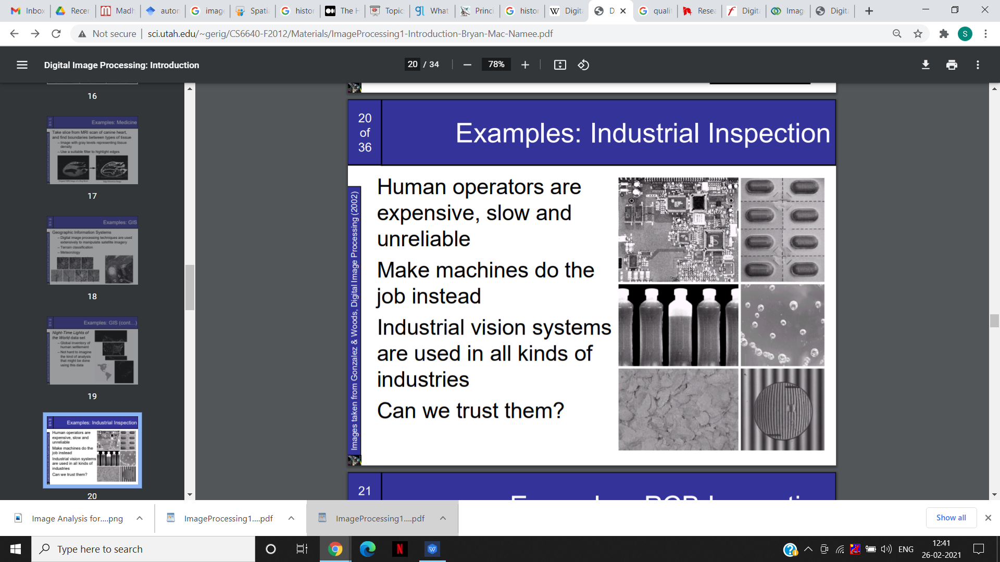 Inbox
Recen
Madh
auton
imag
Spatia
histor
The H
Topic
What
Princi
histor
Digita
D
qualit
Resea
Digita
Imag
Digita
Not secure
sci.utah.edu/~gerig/CS6640-F2012/Materials/ImageProcessing1-Introduction-Bryan-Mac-Namee.pdf
S
Digital Image Processing: Introduction
20 / 34
78%
16
Examples: Medicine
Take slice from MRI scan of canine heart,
and find boundaries between types of tissue
– Image with gray levels representing tissue
density
– Use a suitable filter to highlight edges
17
Examples: GIS
Geographic Information Systems
– Digital image processing techniques are used
extensively to manipulate satellite imagery
– Terrain classification
– Meteorology
18
Examples: GIS (cont…)
Night-Time Lights of
the World data set
– Global inventory of
human settlement
– Not hard to imagine
the kind of analysis
that might be done
using this data
19
Examples: Industrial Inspection
Human operators are
expensive, slow and
unreliable
Make machines do the
job instead
Industrial vision systems
are used in all kinds of
industries
Can we trust them?
20
20
of
36
Examples: Industrial Inspection
Images taken from Gonzalez & Woods, Digital Image Processing (2002)
Human operators are
expensive, slow and
unreliable
Make machines do the
job instead
Industrial vision systems
are used in all kinds of
industries
Can we trust them?
21
Image Analysis for....png
ImageProcessing1....pdf
ImageProcessing1....pdf
Show all
Type here to search
ENG
12:41
26-02-2021